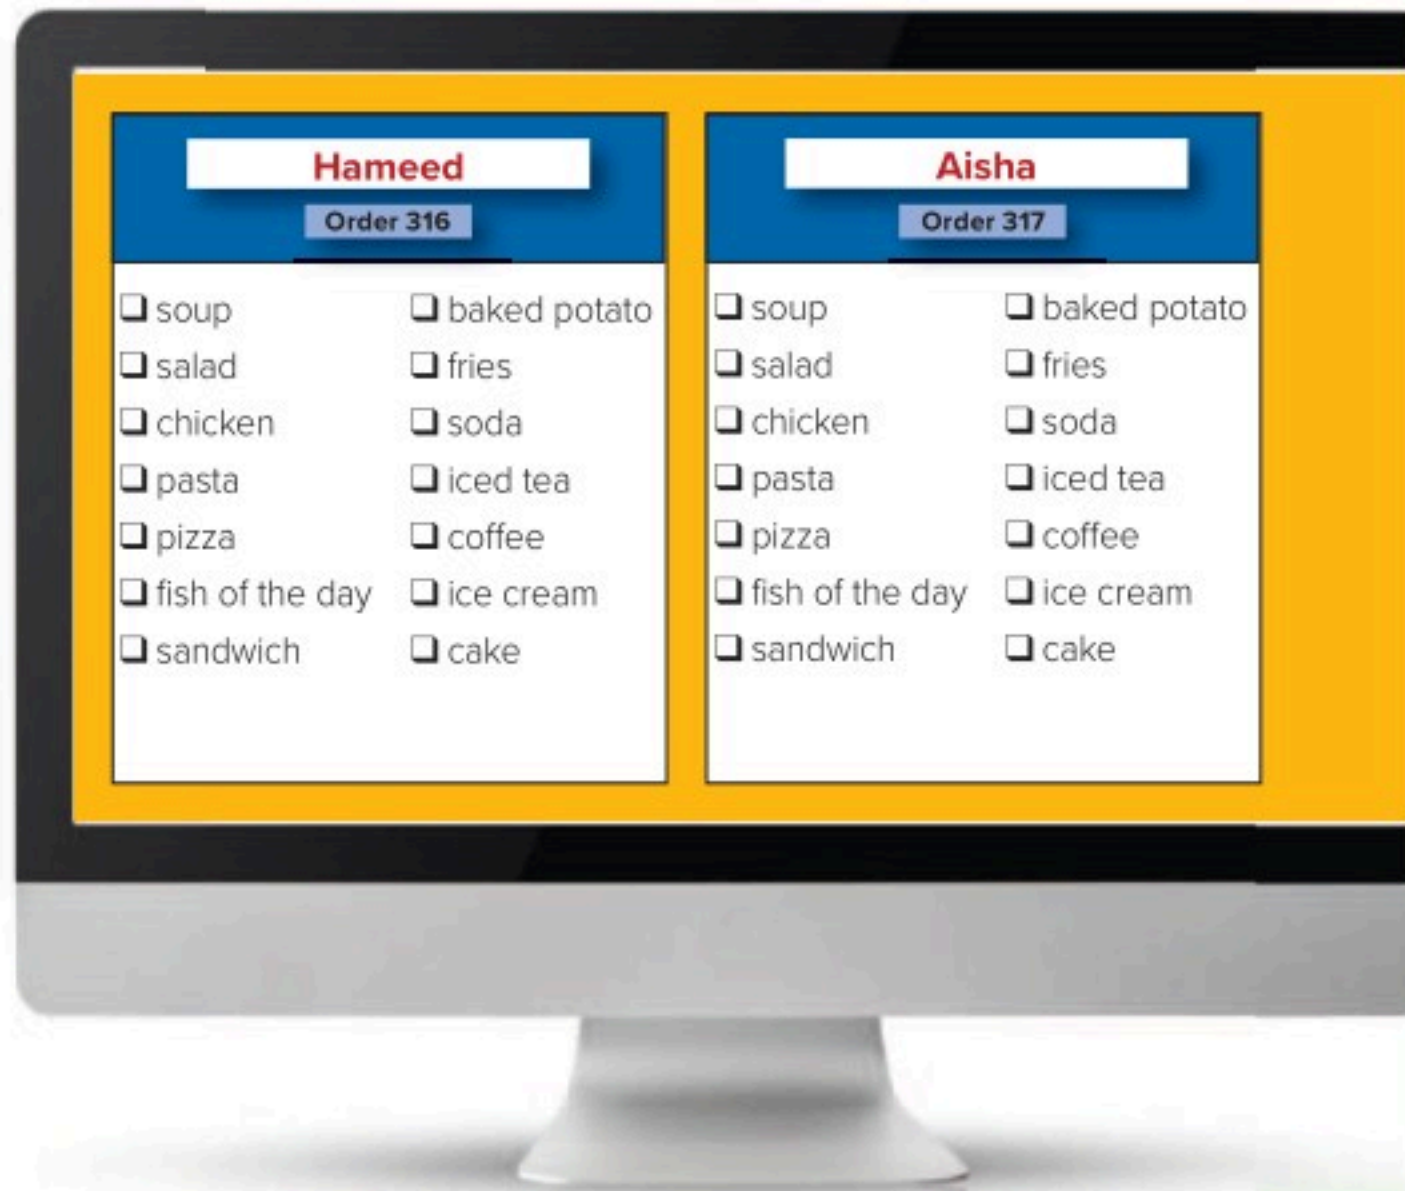 Hameed
Order 316
❑ soup
❑ salad
❑ chicken
❑ pasta
❑ pizza
❑ fish of the day
❑ sandwich
❑ baked potato
❑ fries
❑ soda
❑ iced tea
❑ coffee
❑ ice cream
❑ cake
Aisha
Order 317
❑ soup
❑ salad
❑ chicken
❑ pasta
❑ pizza
❑ fish of the day
❑ sandwich
❑ baked potato
❑ fries
❑ soda
❑ iced tea
❑ coffee
❑ ice cream
❑ cake